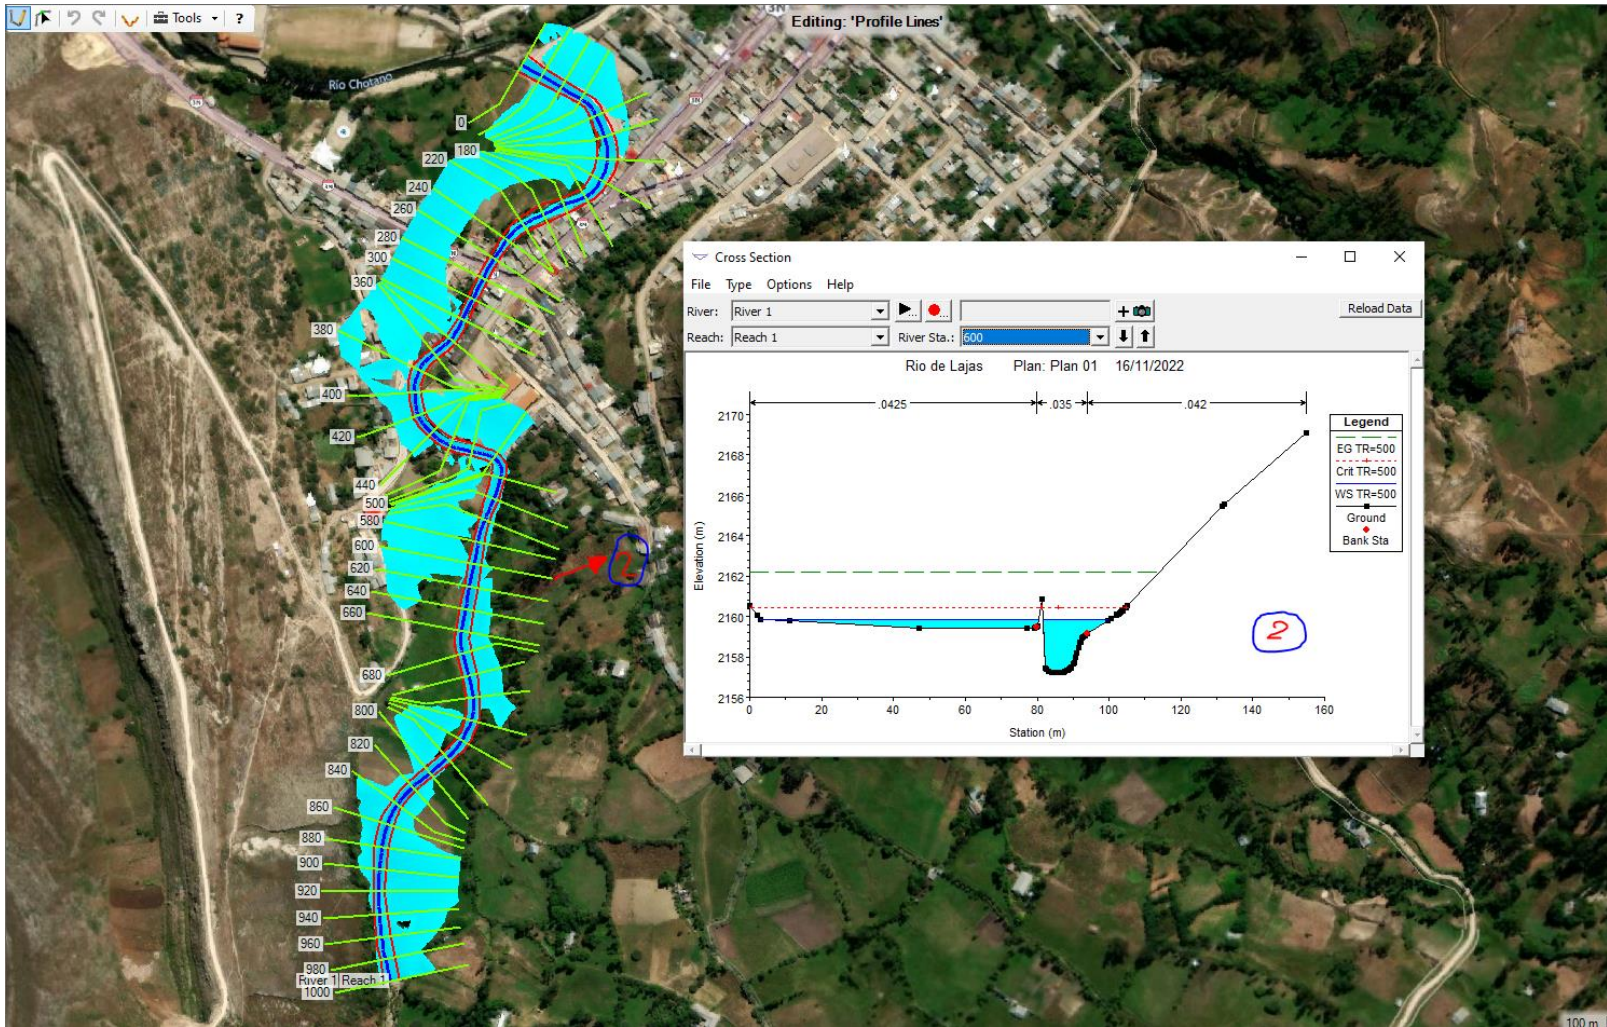 Tools
?
Editing: 'Profile Lines'
3N
Río Chotano
3N
3N
3N
0
180
220
240
260
280
300
360
380
400
420
440
500
580
600
620
640
660
680
800
820
840
860
880
900
920
940
960
980
River 1 Reach 1
1000
2
Cross Section
File Type Options Help
River: River 1
Reload Data
Reach: Reach 1 River Sta.: 600
Rio de Lajas Plan: Plan 01 16/11/2022
.0425 .035 .042
Elevation (m)
2170
2168
2166
2164
2162
2160
2158
2156
0 20 40 60 80 100 120 140 160
Station (m)
Legend
EG TR=500
Crit TR=500
WS TR=500
Ground
Bank Sta
2
100 m